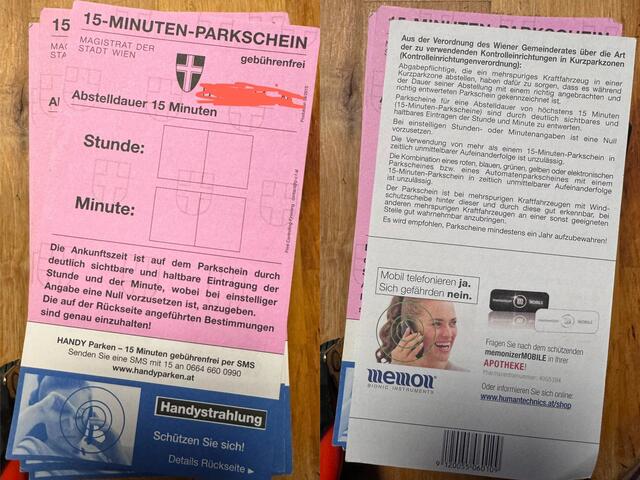 15-MINUTEN-PARKSCHEIN
MAGISTRAT DER
STADT WIEN
gebührenfrei
Abstelldauer 15 Minuten
Stunde:
Minute:
Die Ankunftszeit ist auf dem Parkschein durch
deutlich sichtbare und haltbare Eintragung der
Stunde und der Minute, wobei bei einstelliger
Angabe eine Null vorzusetzen ist, anzugeben.
Die auf der Rückseite angeführten Bestimmungen
sind genau einzuhalten!
HANDY Parken – 15 Minuten gebührenfrei per SMS
Senden Sie eine SMS mit 15 an 0664 660 0990
www.handyparken.at
Handystrahlung
Schützen Sie sich!
Details Rückseite
15-MINUTEN-PARKSCHEIN
Aus der Verordnung des Wiener Gemeinderates über die Art
der zu verwendenden Kontrolleinrichtungen in Kurzparkzonen
(Kontrolleinrichtungenverordnung):
Abgabepflichtige, die ein mehrspuriges Kraftfahrzeug in einer
Kurzparkzone abstellen, haben dafür zu sorgen, dass es während
der Dauer seiner Abstellung mit einem richtig angebrachten und
richtig entwerteten Parkschein gekennzeichnet ist.
Parkscheine für eine Abstelldauer von höchstens 15 Minuten
(15-Minuten-Parkscheine) sind durch deutlich sichtbares und
haltbares Eintragen der Stunde und Minute zu entwerten.
Bei einstelligen Stunden- oder Minutenangaben ist eine Null
vorzusetzen.
Die Verwendung von mehr als einem 15-Minuten-Parkschein in
zeitlich unmittelbarer Aufeinanderfolge ist unzulässig.
Die Kombination eines roten, blauen, grünen, gelben oder elektronischen
Parkscheines bzw. eines Automatenparkscheines mit einem
15-Minuten-Parkschein in zeitlich unmittelbarer Aufeinanderfolge
ist unzulässig.
Der Parkschein ist bei mehrspurigen Kraftfahrzeugen mit Wind-
schutzscheibe hinter dieser und durch diese gut erkennbar, bei
anderen mehrspurigen Kraftfahrzeugen an einer sonst geeigneten
Stelle gut wahrnehmbar anzubringen.
Es wird empfohlen, Parkscheine mindestens ein Jahr aufzubewahren!
Mobil telefonieren ja.
Sich gefährden nein.
MOBILE
MOBILE
Fragen Sie nach dem schützenden
memonizerMOBILE in Ihrer
APOTHEKE!
Pharmazentralnummer: 4005194
memon
BIONIC INSTRUMENTS
Oder informieren Sie sich online:
www.humantechnics.at/shop
9 120055 060109